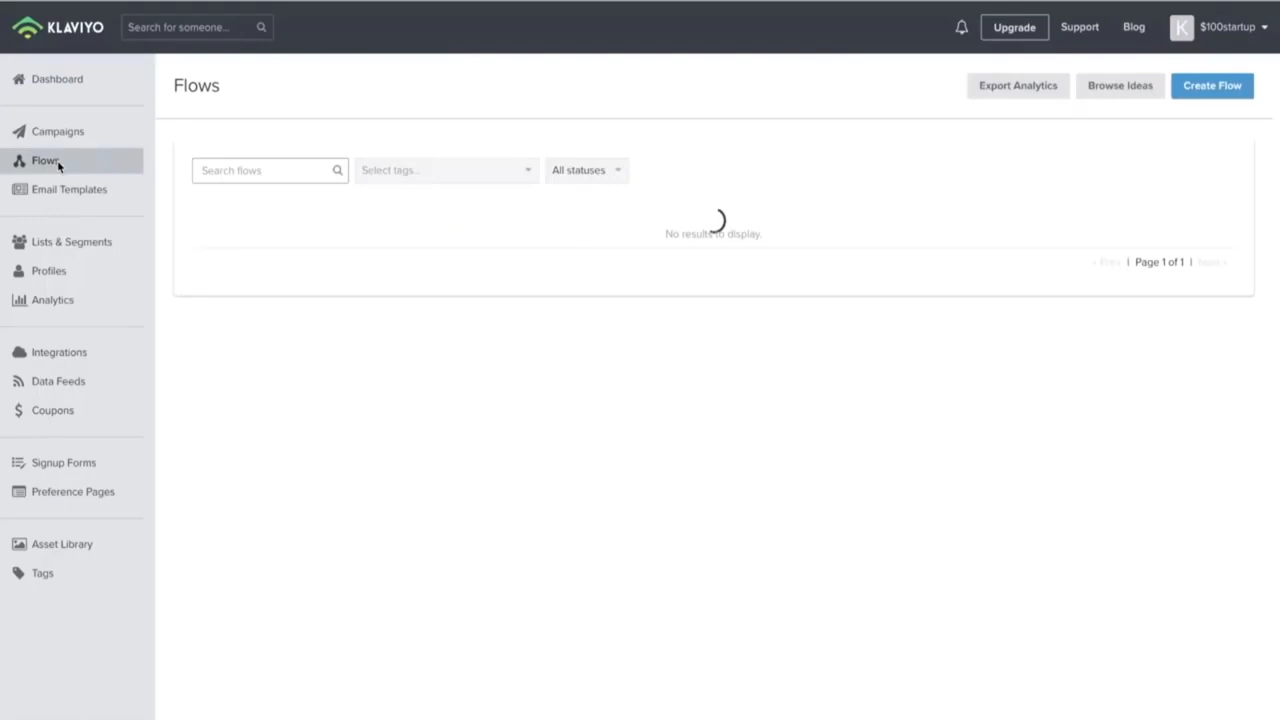 KLAVIYO
Search for someone...
Upgrade
Support
Blog
K
$100startup
Dashboard
Campaigns
Flows
Email Templates
Lists & Segments
Profiles
Analytics
Integrations
Data Feeds
Coupons
Signup Forms
Preference Pages
Asset Library
Tags
Flows
Export Analytics
Browse Ideas
Create Flow
Search flows
Select tags...
All statuses
No results to display.
‹ Prev | Page 1 of 1 | Next ›